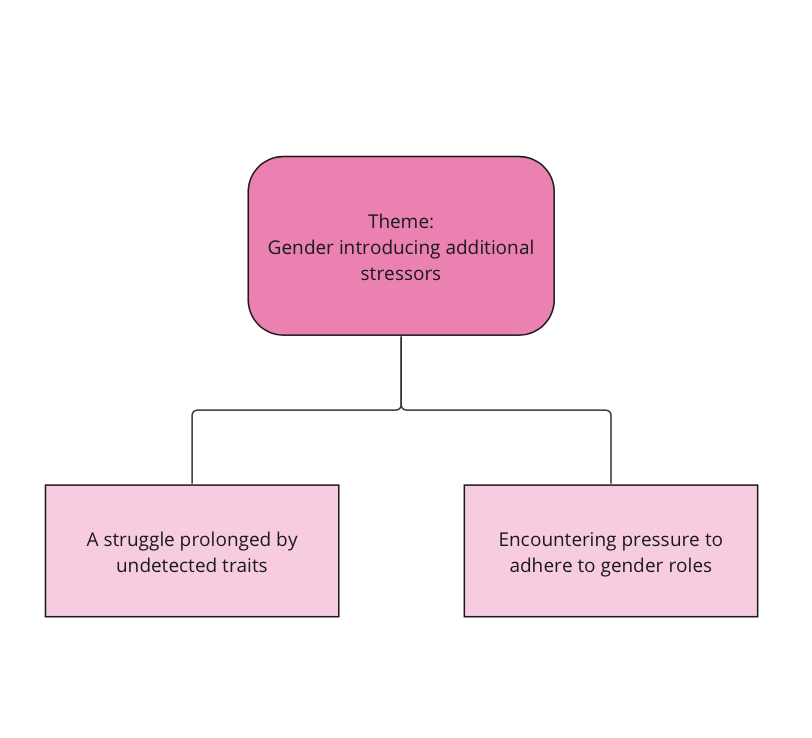 Theme:
Gender introducing additional
stressors
A struggle prolonged by
undetected traits
Encountering pressure to
adhere to gender roles